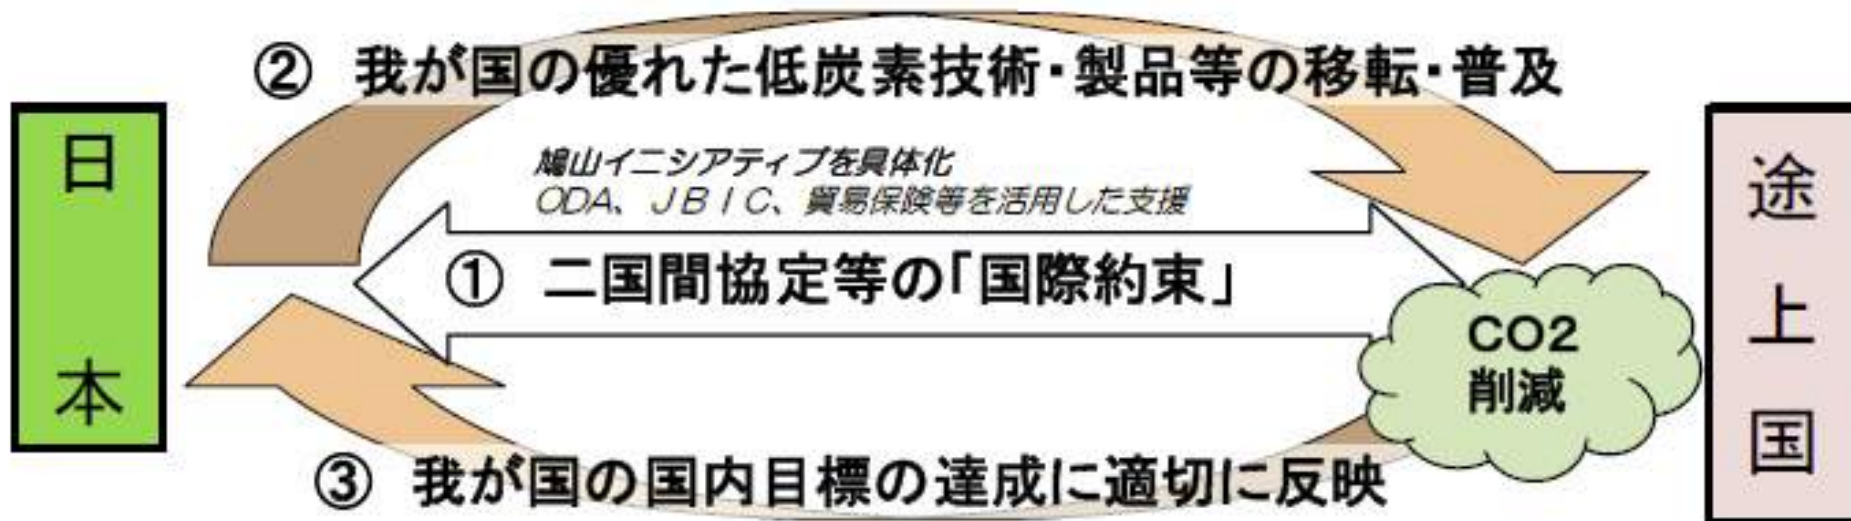 ② 我が国の優れた低炭素技術・製品等の移転・普及
日本
鳩山イニシアティブを具体化
ODA、JBIC、貿易保険等を活用した支援
① 二国間協定等の「国際約束」
CO2
削減
途上国
③ 我が国の国内目標の達成に適切に反映